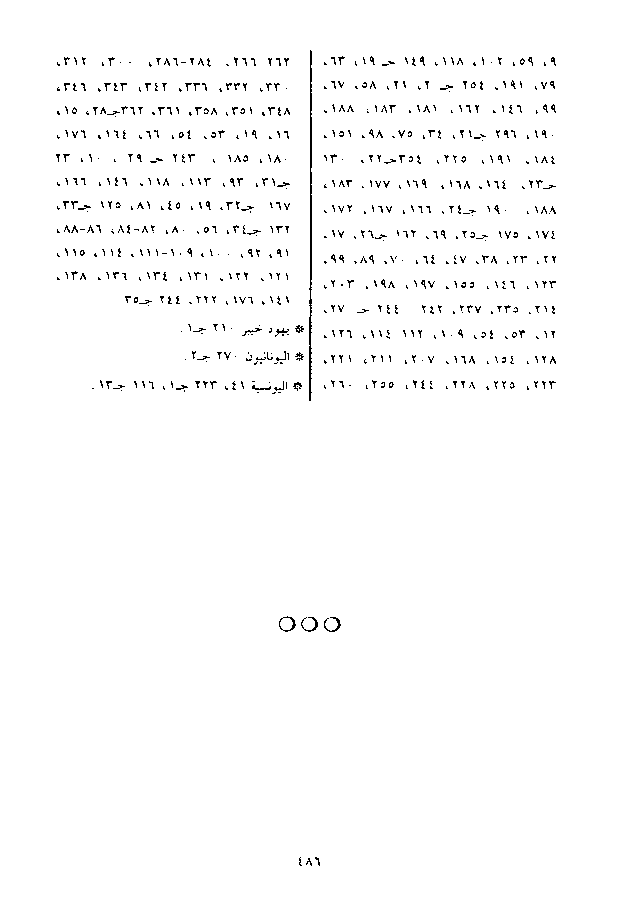 ٩، ٥٩، ١٠٢، ١١٨، ١٤٩ جـ ١٩، ٦٣،
٧٩، ١٩١، ٢٥٤ جـ ٢، ٢١، ٥٨، ٦٧،
٩٩، ١٤٦، ١٦٢، ١٨١، ١٨٣، ١٨٨،
١٩٠، ٢٩٦ جـ٢١، ٣٤، ٧٥، ٩٨، ١٥١،
١٨٤، ١٩١، ٢٢٥، ٣٥٤جـ٢٢، ١٣٠
جـ٢٣، ١٦٤، ١٦٨، ١٦٩، ١٧٧، ١٨٣،
١٨٨، ١٩٠ جـ٢٤، ١٦٦، ١٦٧، ١٧٢،
١٧٤، ١٧٥ جـ٢٥، ٦٩، ١٦٢ جـ٢٦، ١٧،
٢٢، ٢٣، ٣٨، ٤٧، ٦٤، ٧٠، ٨٩، ٩٩،
١٢٣، ١٤٦، ١٥٥، ١٩٧، ١٩٨، ٢٠٣،
٢١٤، ٢٣٥، ٢٣٧، ٢٤٢ ٢٤٤ جـ ٢٧،
١٢، ٥٣، ٥٤، ١٠٩، ١١٢ ١١٤، ١٢٦،
١٢٨، ١٥٤، ١٦٨، ٢٠٧، ٢١١، ٢٢١،
٢٢٣، ٢٢٥، ٢٢٨، ٢٤٤، ٢٥٥، ٢٦٠،
٢٦٢ ٢٦٦، ٢٨٤-٢٨٦، ٣٠٠، ٣١٢،
٣٣٠، ٣٣٢، ٣٣٦، ٣٤٢، ٣٤٣، ٣٤٦،
٣٤٨، ٣٥١، ٣٥٨، ٣٦١، ٣٦٢جـ٢٨، ١٥،
١٦، ١٩، ٥٣، ٥٤، ٦٦، ١٦٤، ١٧٦،
١٨٠، ١٨٥ ، ٢٤٣ جـ ٢٩ ، ١٠، ٢٣
جـ٣١، ٩٣، ١١٣، ١١٨، ١٤٦، ١٦٦،
١٦٧ جـ٣٢، ١٩، ٤٥، ٨١، ١٢٥ جـ٣٣،
١٣٢ جـ٣٤، ٥٦، ٨٠، ٨٢-٨٤، ٨٦-٨٨،
٩١، ٩٢، ١٠٠، ١٠٩-١١١، ١١٤، ١١٥،
١٢١، ١٢٢، ١٣١، ١٣٤، ١٣٦، ١٣٨،
١٤١، ١٧٦، ٢٢٢، ٢٤٤ جـ٣٥
* يهود خيبر ٢١٠ جـ١.
* اليونانيون ٢٧٠ جـ٢.
* اليونسية ٤١، ٢٢٣ جـ١، ١١٦ جـ١٣.
٤٨٦